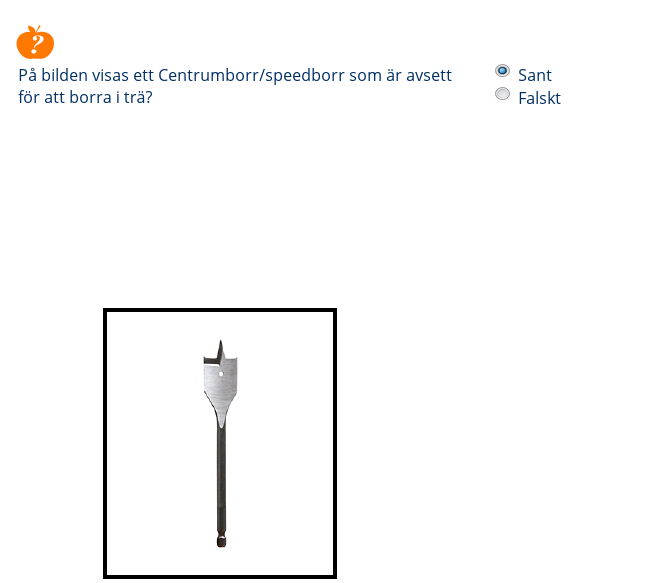 ?
På bilden visas ett Centrumborr/speedborr som är avsett
för att borra i trä?
Sant
Falskt